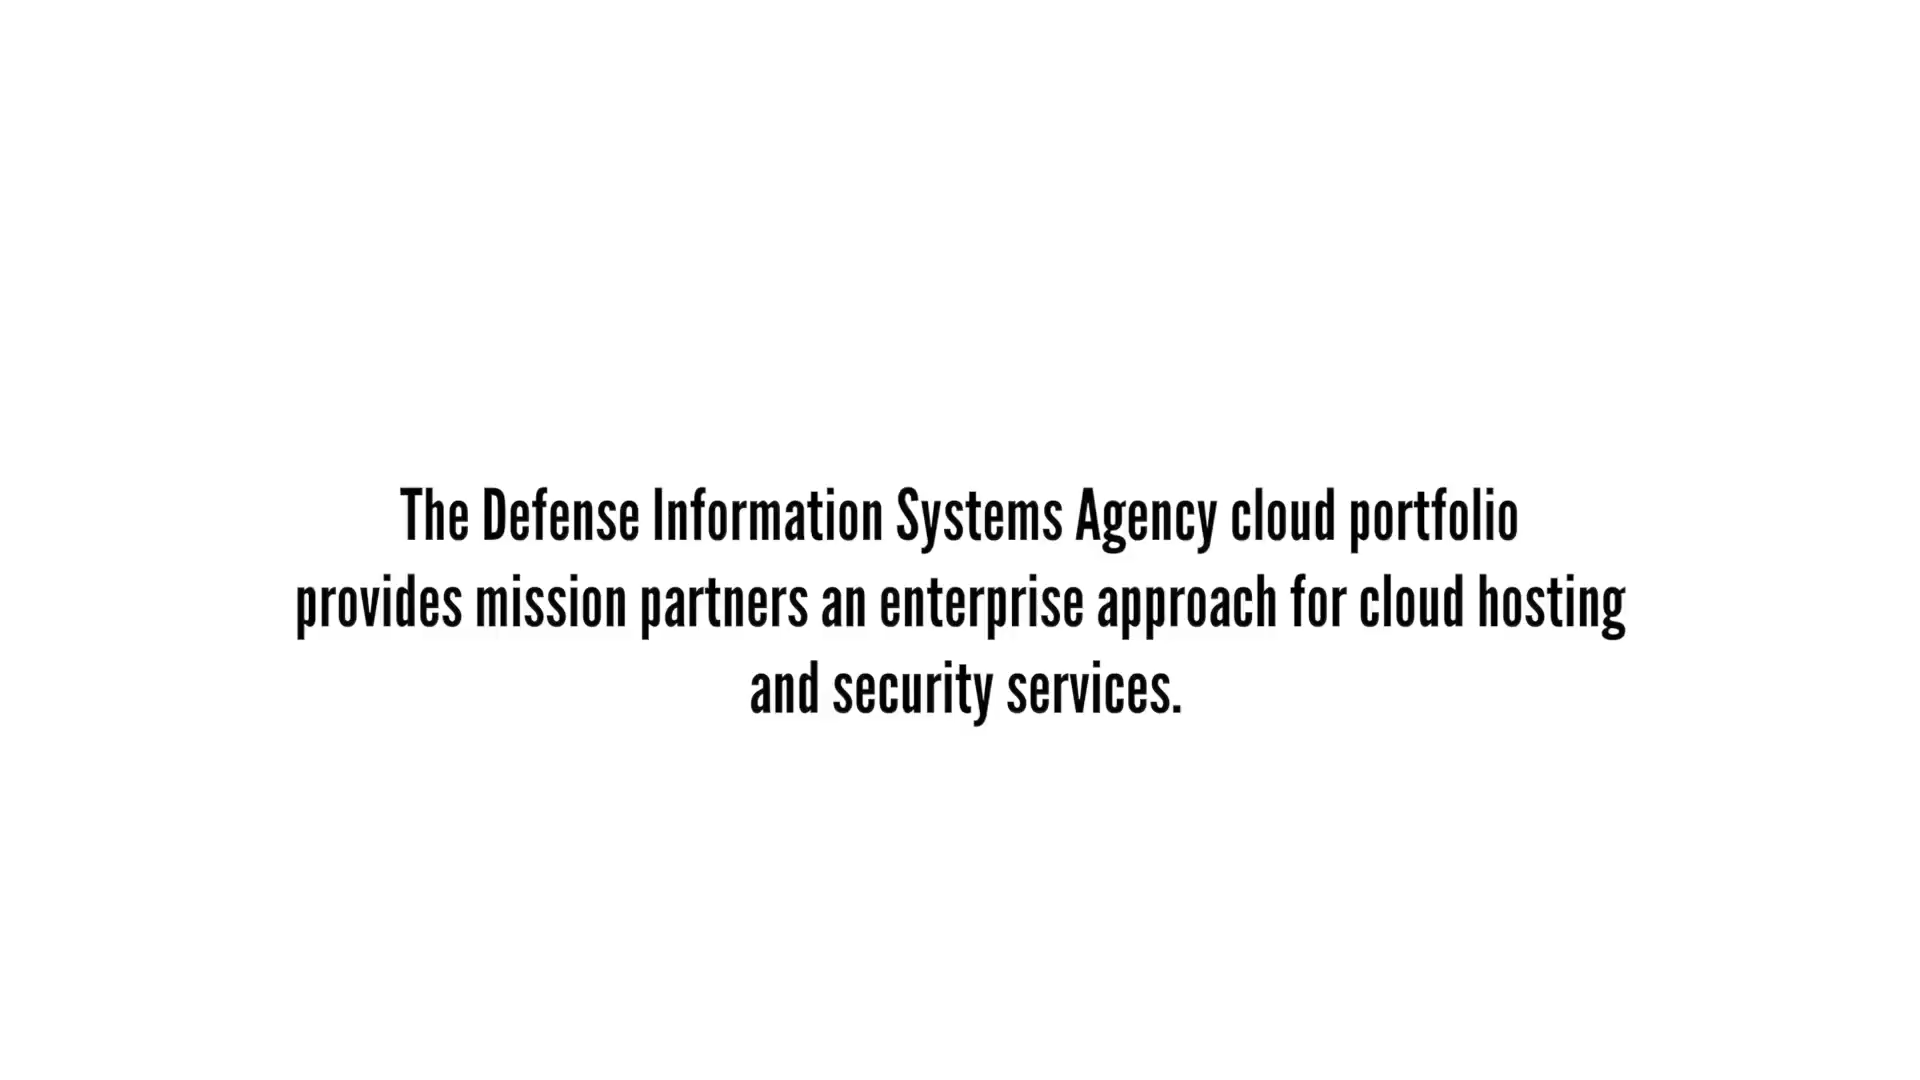 The Defense Information Systems Agency cloud portfolio
provides mission partners an enterprise approach for cloud hosting
and security services.